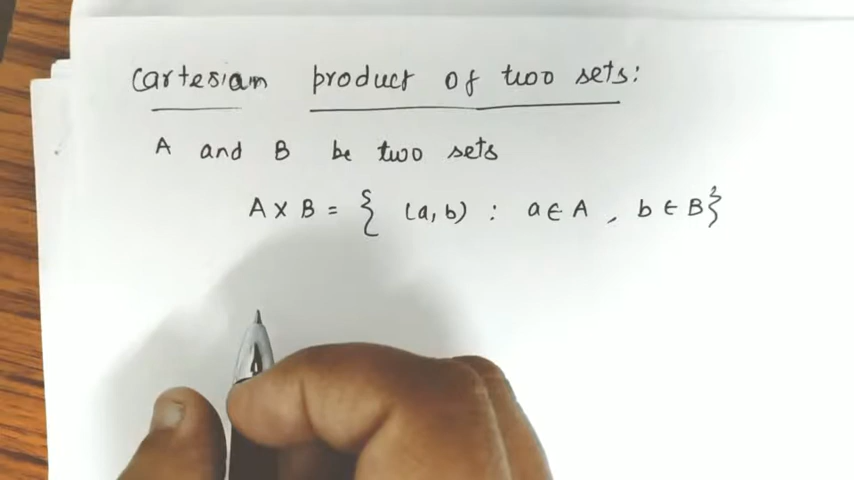 Cartesian product of two sets:
A and B be two sets
A × B = { (a, b) : a ∈ A , b ∈ B }